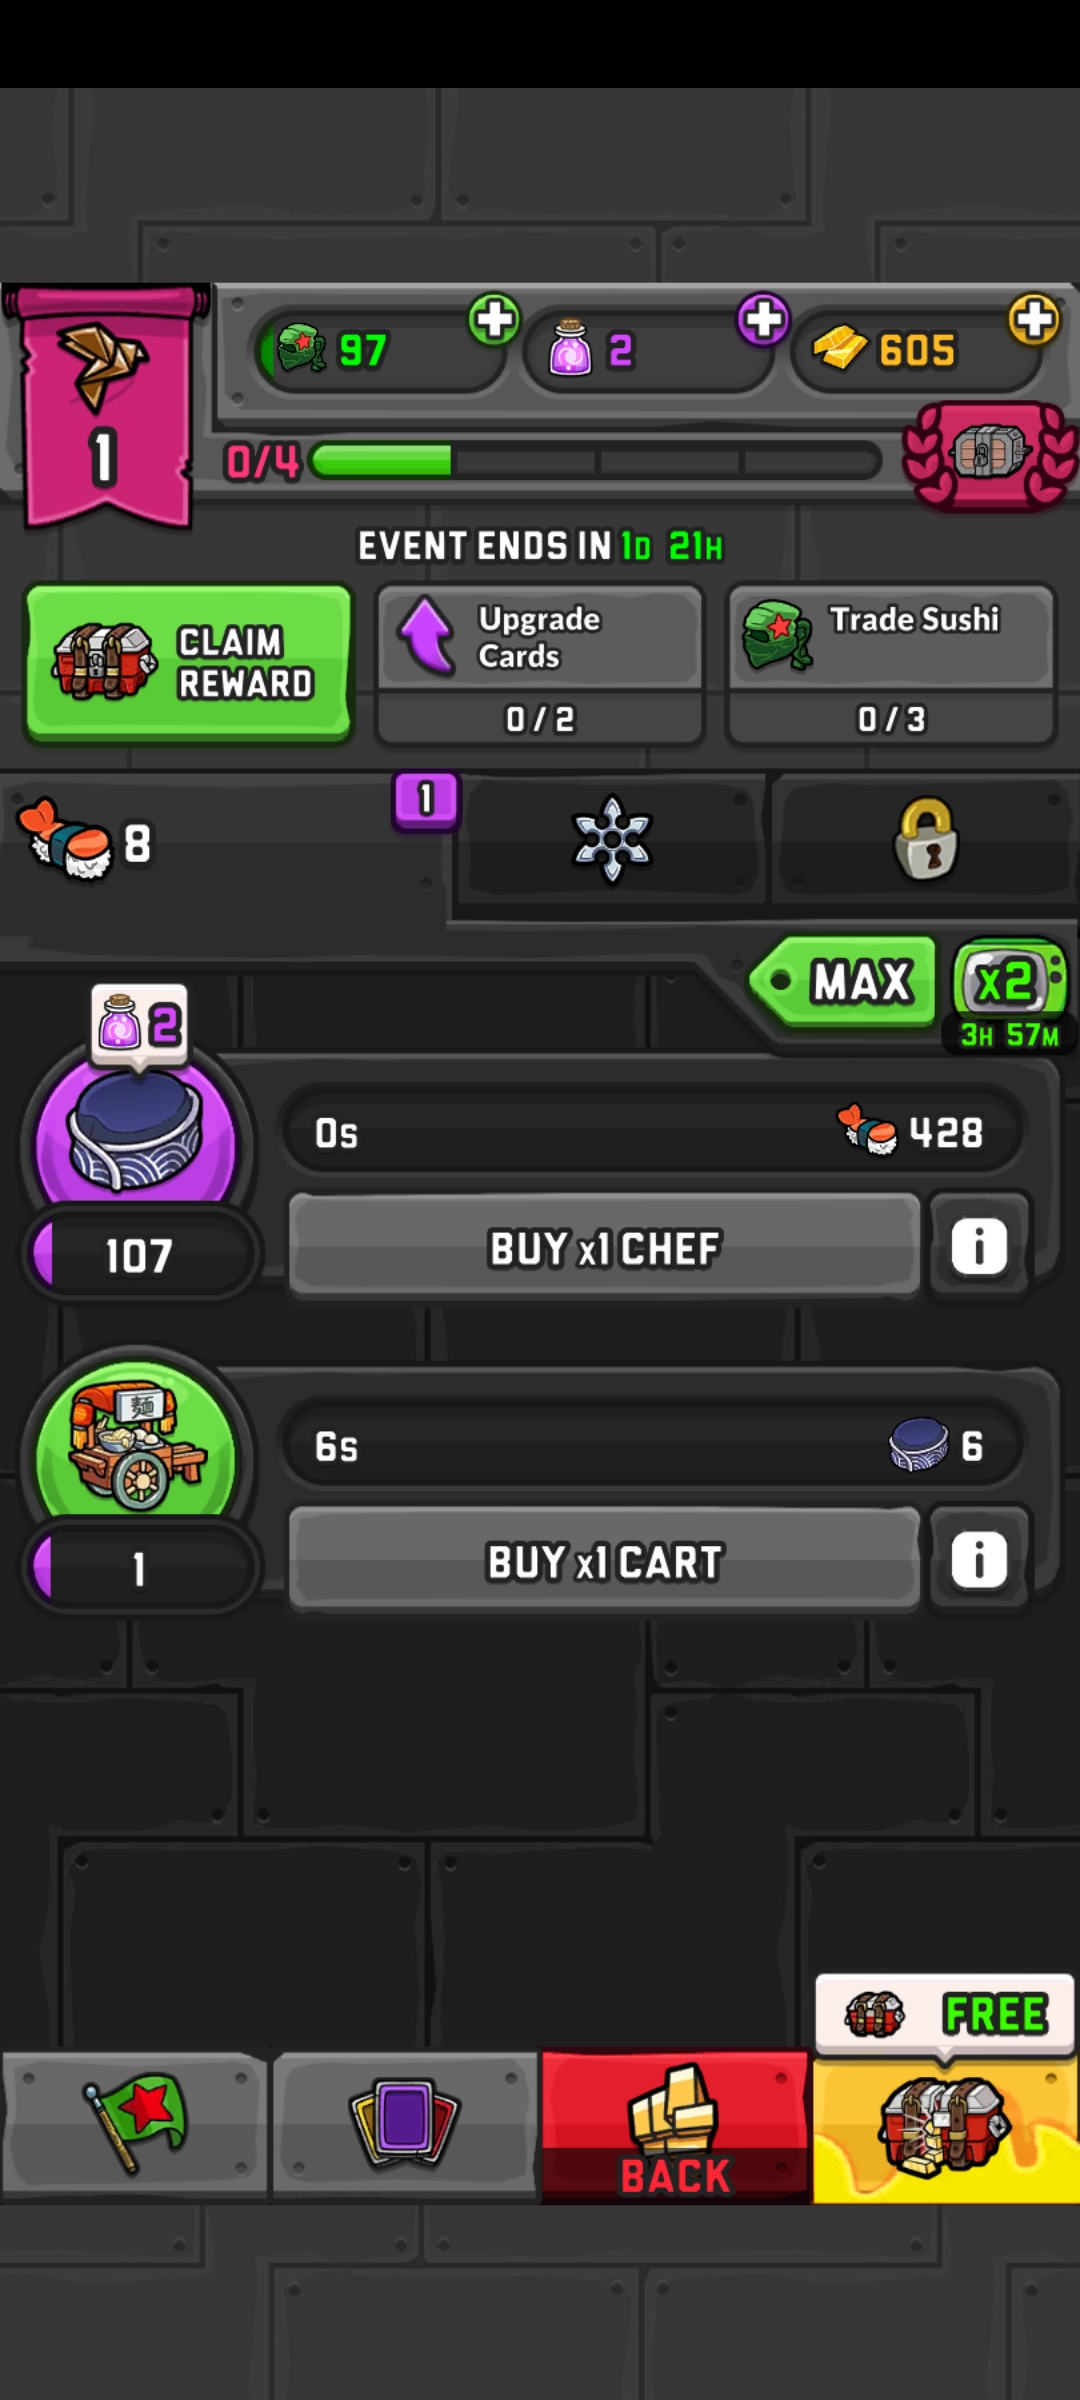 97
2
605
1
0/4
EVENT ENDS IN 1D 21H
CLAIM
REWARD
Upgrade
Cards
0 / 2
Trade Sushi
0 / 3
8
1
MAX
x2
3H 57M
2
0s
428
107
BUY x1 CHEF
i
麺
6s
6
1
BUY x1 CART
i
FREE
BACK